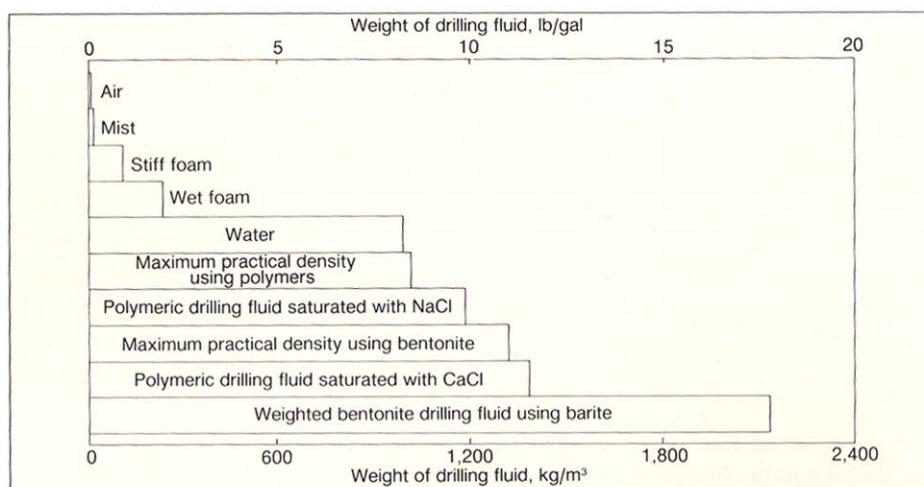 Weight of drilling fluid, lb/gal
0 5 10 15 20
Air
Mist
Stiff foam
Wet foam
Water
Maximum practical density
using polymers
Polymeric drilling fluid saturated with NaCl
Maximum practical density using bentonite
Polymeric drilling fluid saturated with CaCl
Weighted bentonite drilling fluid using barite
0 600 1,200 1,800 2,400
Weight of drilling fluid, kg/m³